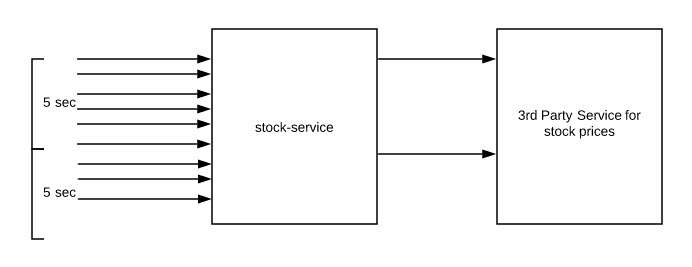 5 sec
stock-service
3rd Party Service for
stock prices
5 sec